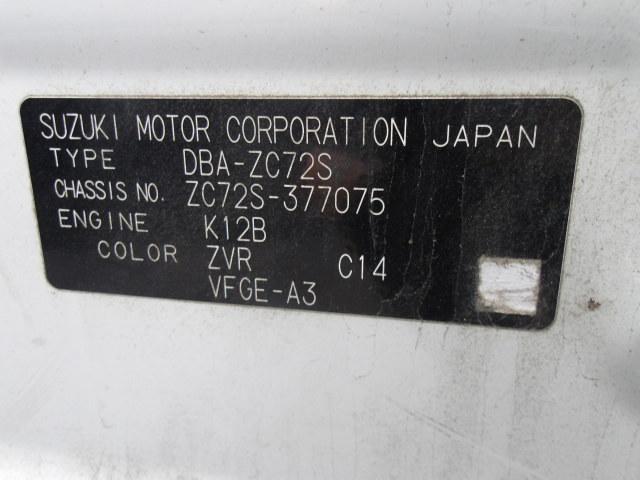 SUZUKI MOTOR CORPORATION JAPAN
TYPE DBA-ZC72S
CHASSIS NO. ZC72S-377075
ENGINE K12B
COLOR ZVR C14
VFGE-A3